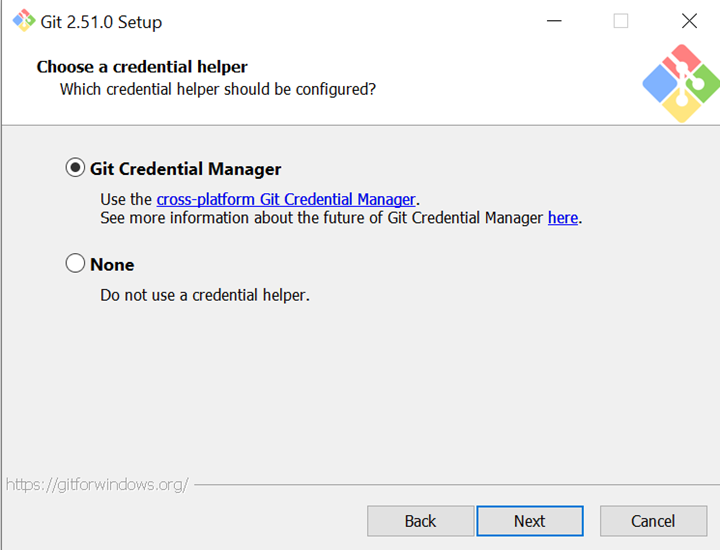 Git 2.51.0 Setup
Choose a credential helper
Which credential helper should be configured?
Git Credential Manager
Use the cross-platform Git Credential Manager.
See more information about the future of Git Credential Manager here.
None
Do not use a credential helper.
https://gitforwindows.org/
Back Next Cancel